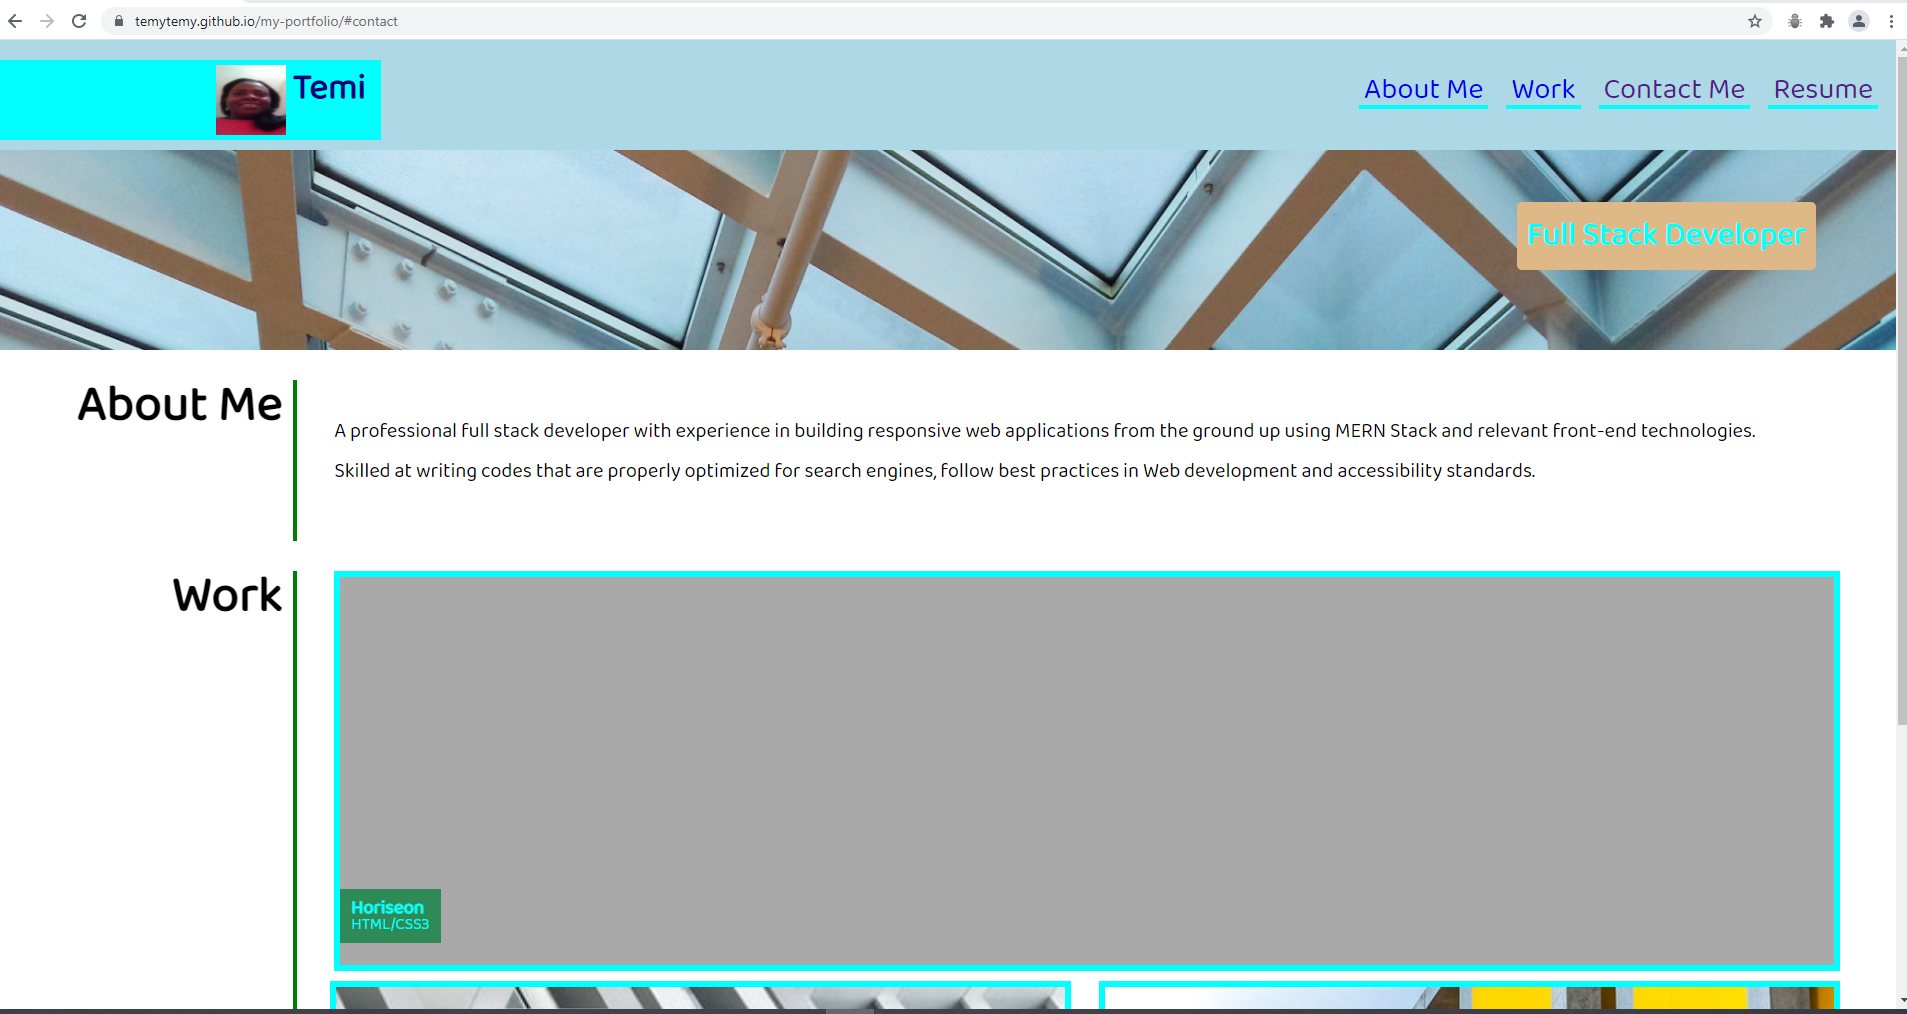 temytemy.github.io/my-portfolio/#contact
Temi
About Me Work Contact Me Resume
Full Stack Developer
About Me
A professional full stack developer with experience in building responsive web applications from the ground up using MERN Stack and relevant front-end technologies.
Skilled at writing codes that are properly optimized for search engines, follow best practices in Web development and accessibility standards.
Work
Horiseon
HTML/CSS3